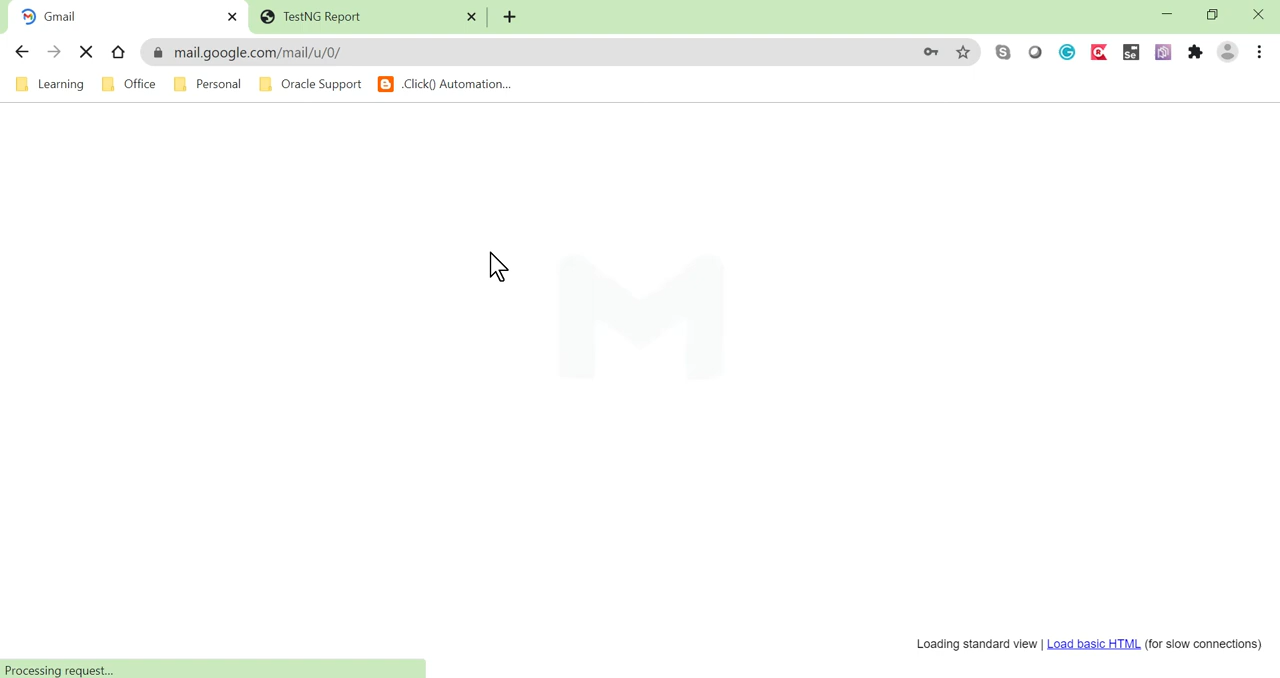 Gmail
TestNG Report
mail.google.com/mail/u/0/
Learning
Office
Personal
Oracle Support
.Click() Automation...
Loading standard view | Load basic HTML (for slow connections)
Processing request...